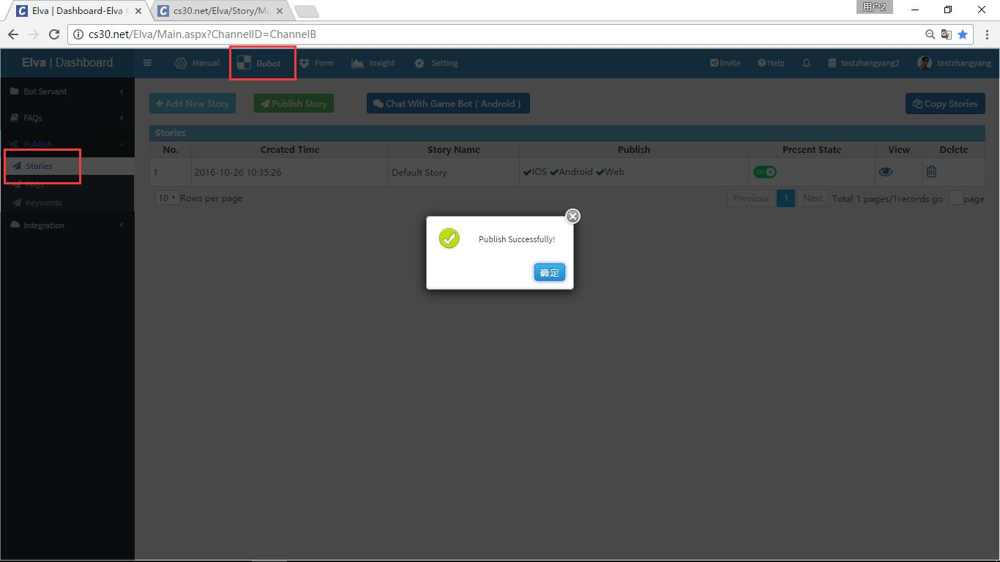 Elva | Dashboard-Elva
cs30.net/Elva/Story/Mo
用户2
cs30.net/Elva/Main.aspx?ChannelID=ChannelB
Elva | Dashboard
Manual
Robot
Form
Insight
Setting
Invite
Help
testzhangyang2
testzhangyang
Bot Servant
FAQs
Publish
Stories
FAQs
Keywords
Integration
Add New Story
Publish Story
Chat With Game Bot ( Android )
Copy Stories
Stories
No. Created Time Story Name Publish Present State View Delete
1 2016-10-26 10:35:26 Default Story IOS Android Web ON
10 Rows per page
Previous 1 Next Total 1 pages/1records go page
Publish Successfully!
确定